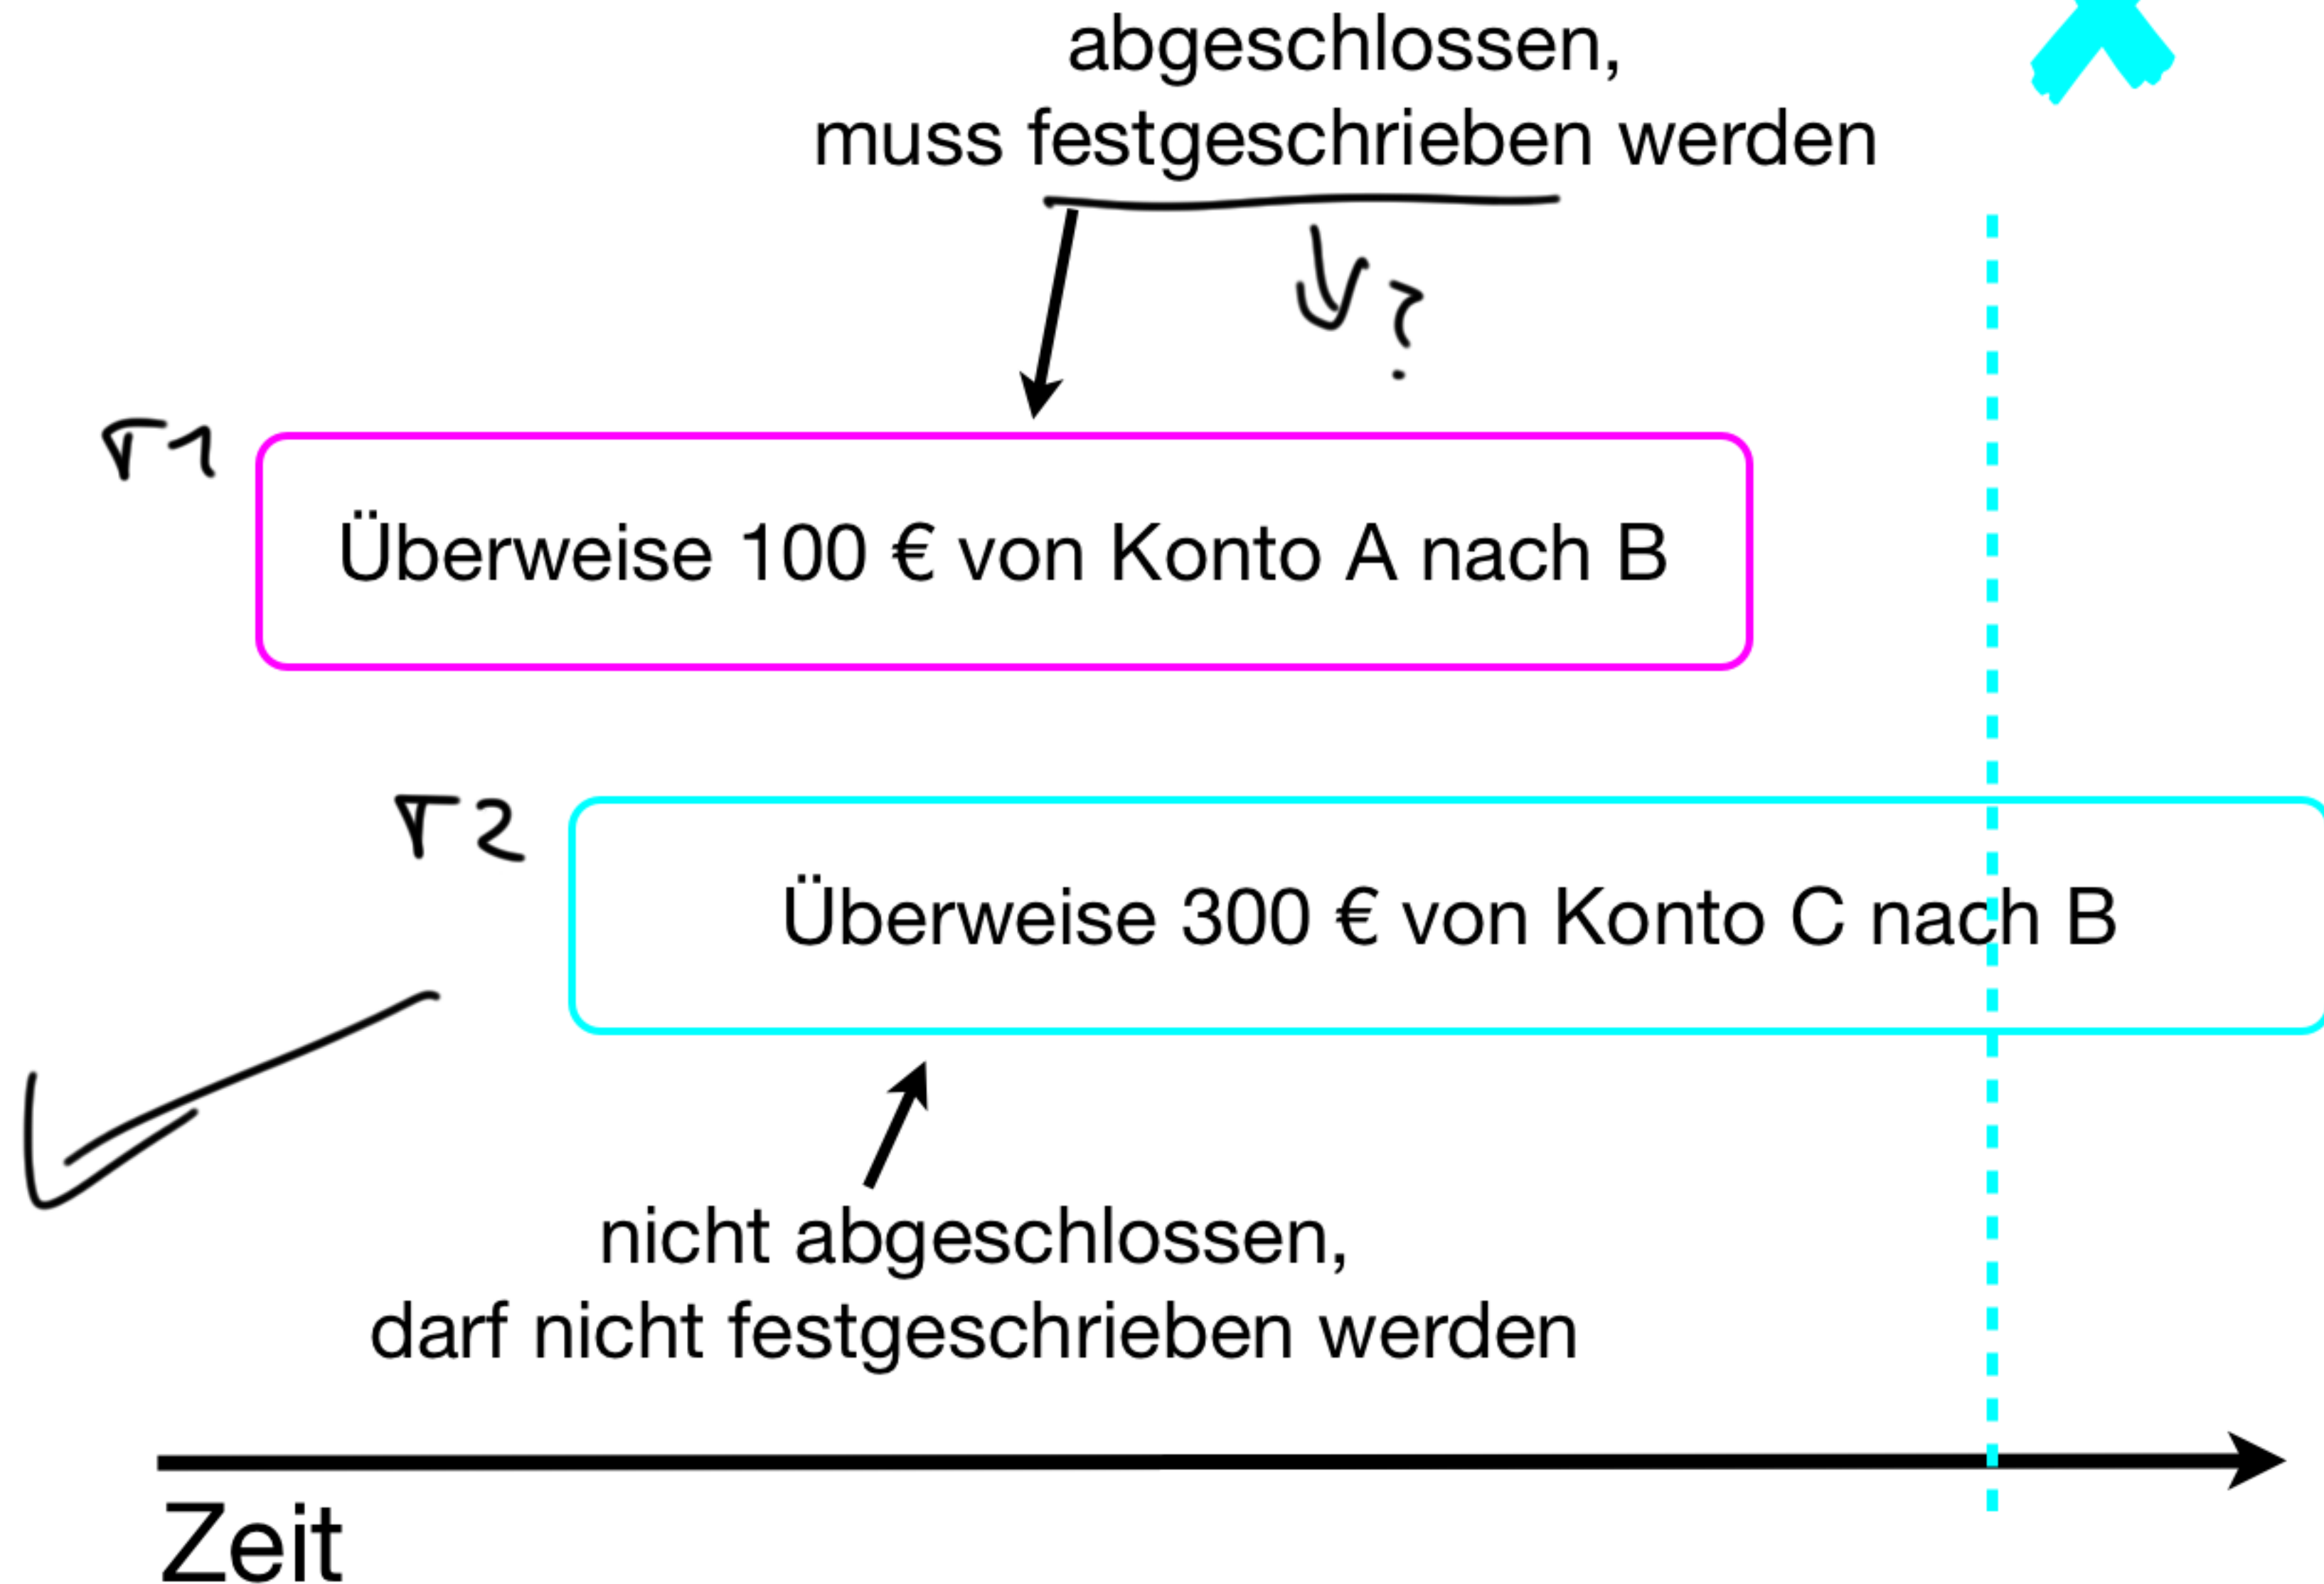 abgeschlossen,
muss festgeschrieben werden
?
T1
Überweise 100 € von Konto A nach B
T2
Überweise 300 € von Konto C nach B
nicht abgeschlossen,
darf nicht festgeschrieben werden
Zeit